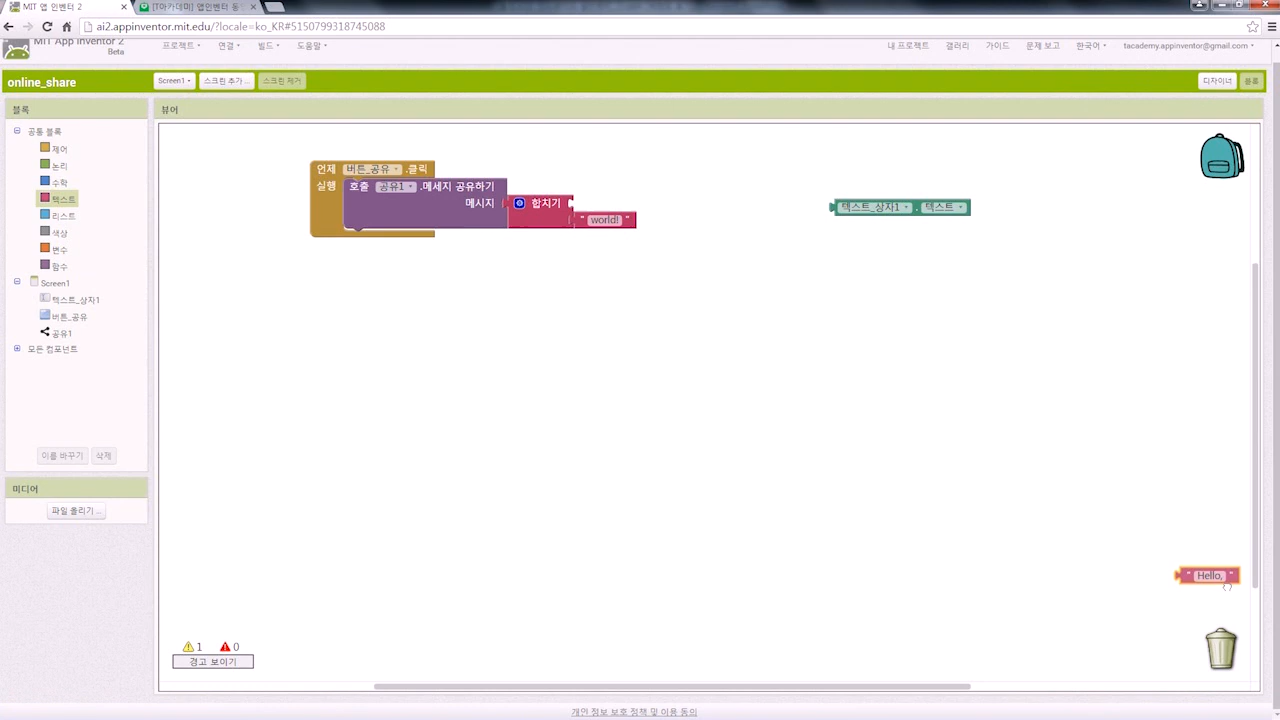 MIT 앱 인벤터 2
[T아카데미] 앱인벤터 동
ai2.appinventor.mit.edu/?locale=ko_KR#5150799318745088
MIT App Inventor 2
Beta
프로젝트 연결 빌드 도움말
내 프로젝트 갤러리 가이드 문제 보고 한국어 tacademy.appinventor@gmail.com
online_share
Screen1 스크린 추가 ... 스크린 제거
디자이너 블록
블록
뷰어
공통 블록
제어
논리
수학
텍스트
리스트
색상
변수
함수
Screen1
텍스트_상자1
버튼_공유
공유1
모든 컴포넌트
이름 바꾸기 삭제
미디어
파일 올리기 ...
언제 버튼_공유 .클릭
실행 호출 공유1 .메세지 공유하기
메시지 합치기
" world! "
텍스트_상자1 . 텍스트
" Hello, "
1 0
경고 보이기
개인 정보 보호 정책 및 이용 동의